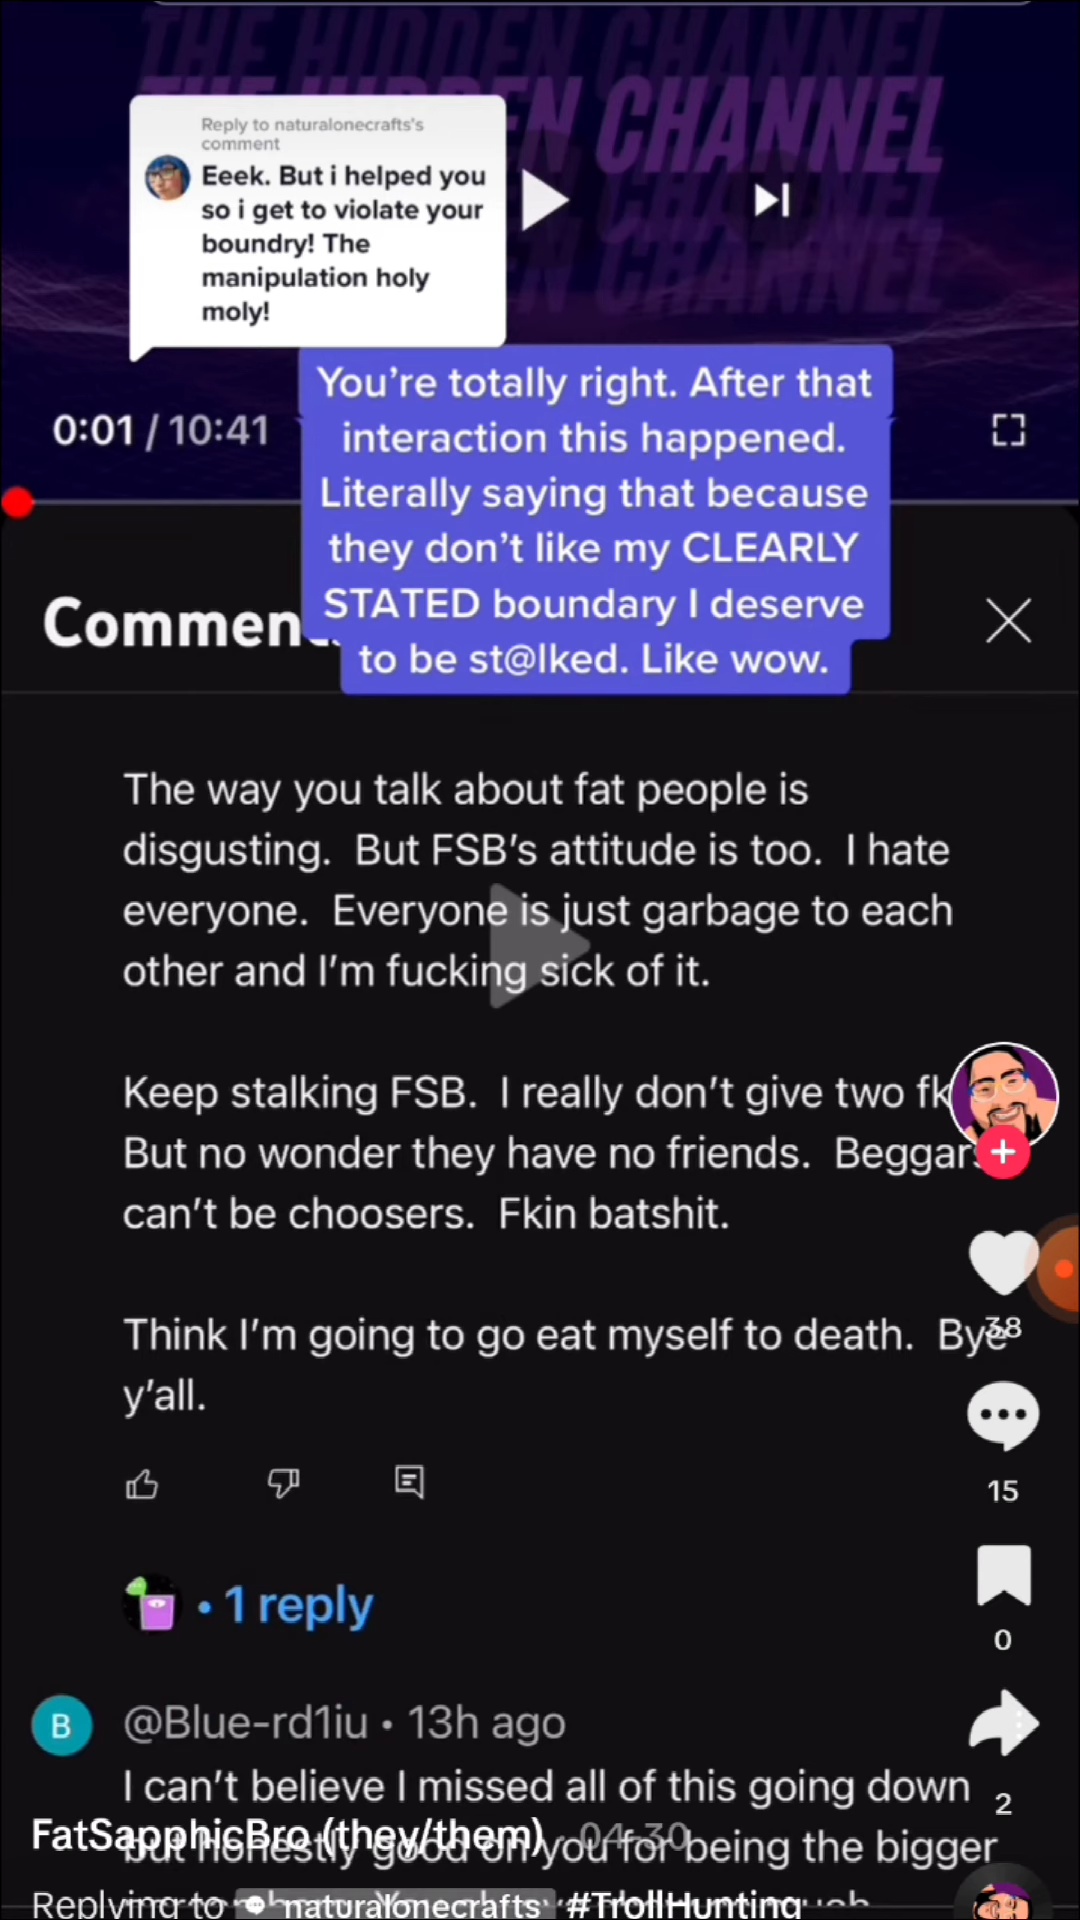 THE HIDDEN CHANNEL
THE HIDDEN CHANNEL
Reply to naturalonecrafts's
comment
Eeek. But i helped you
so i get to violate your
boundry! The
manipulation holy
moly!
You're totally right. After that
interaction this happened.
Literally saying that because
they don't like my CLEARLY
STATED boundary I deserve
to be st@lked. Like wow.
0:01 / 10:41
Commen
The way you talk about fat people is
disgusting. But FSB's attitude is too. I hate
everyone. Everyone is just garbage to each
other and I'm fucking sick of it.
Keep stalking FSB. I really don't give two fk
But no wonder they have no friends. Beggars
can't be choosers. Fkin batshit.
Think I'm going to go eat myself to death. Bye
y'all.
38
15
• 1 reply
0
B
@Blue-rd1iu • 13h ago
I can't believe I missed all of this going down
2
FatSapphicBro (they/them) · 04-30
but honestly good on you for being the bigger
Replying to naturalonecrafts #TrollHunting